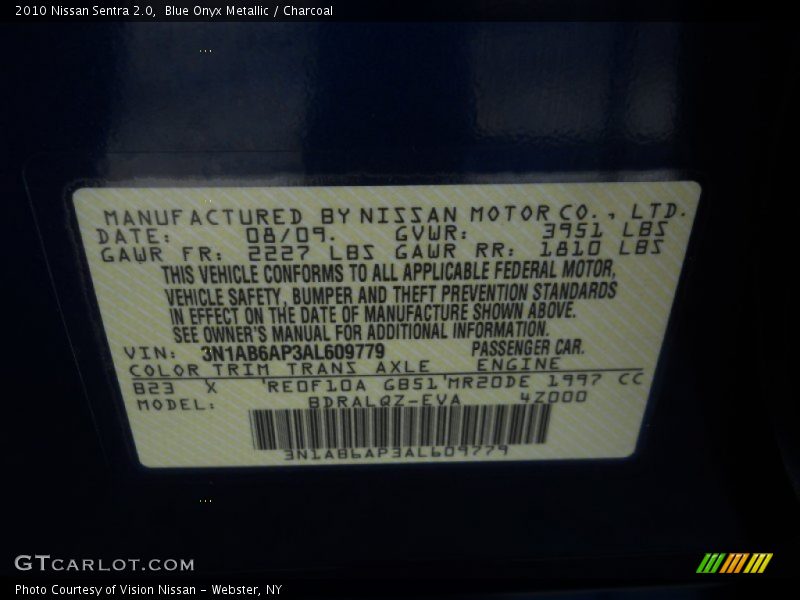 2010 Nissan Sentra 2.0,  Blue Onyx Metallic / Charcoal
MANUFACTURED BY NISSAN MOTOR CO., LTD.
DATE: 08/09. GVWR: 3951 LBS
GAWR FR: 2227 LBS GAWR RR: 1810 LBS
THIS VEHICLE CONFORMS TO ALL APPLICABLE FEDERAL MOTOR,
VEHICLE SAFETY, BUMPER AND THEFT PREVENTION STANDARDS
IN EFFECT ON THE DATE OF MANUFACTURE SHOWN ABOVE.
SEE OWNER'S MANUAL FOR ADDITIONAL INFORMATION.
VIN: 3N1AB6AP3AL609779 PASSENGER CAR.
COLOR TRIM TRANS AXLE ENGINE
B23 X 'RE0F10A GB51'MR20DE 1997 CC
MODEL: BDRALQZ-EVA 4Z000
3N1AB6AP3AL609779
GTCARLOT.COM
Photo Courtesy of Vision Nissan - Webster, NY